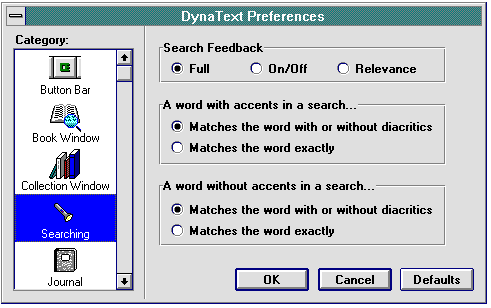 DynaText Preferences
Category:
Button Bar
Book Window
Collection Window
Searching
Journal
Search Feedback
Full On/Off Relevance
A word with accents in a search...
Matches the word with or without diacritics
Matches the word exactly
A word without accents in a search...
Matches the word with or without diacritics
Matches the word exactly
OK Cancel Defaults